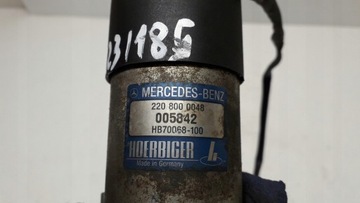 23/185
MERCEDES-BENZ
220 800 0048
005842
HB70068-100
HOERBIGER
Made in Germany